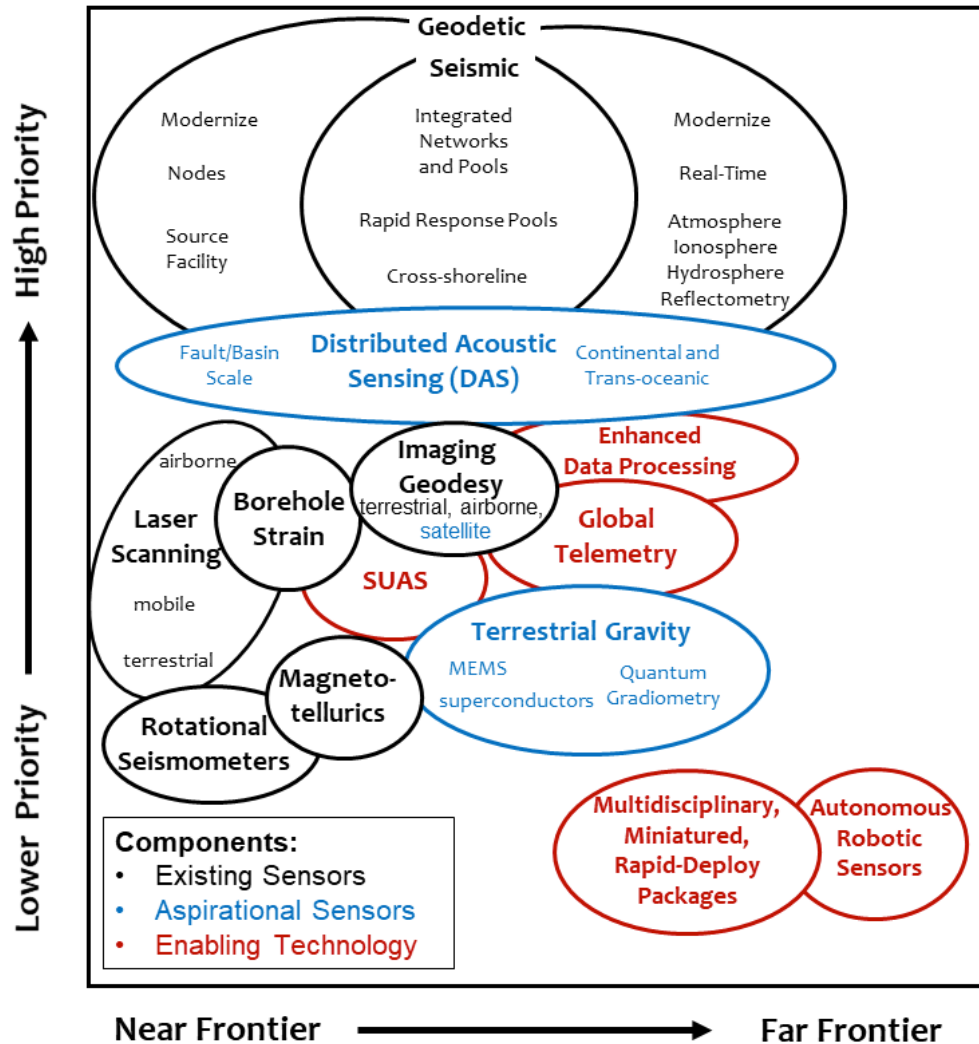 Geodetic
Seismic
Modernize
Nodes
Source
Facility
Integrated
Networks
and Pools
Rapid Response Pools
Cross-shoreline
Modernize
Real-Time
Atmosphere
Ionosphere
Hydrosphere
Reflectometry
Fault/Basin
Scale
Distributed Acoustic
Sensing (DAS)
Continental and
Trans-oceanic
airborne
Laser
Scanning
mobile
terrestrial
Borehole
Strain
Imaging
Geodesy
terrestrial, airborne,
satellite
Enhanced
Data Processing
Global
Telemetry
SUAS
Terrestrial Gravity
MEMS
superconductors
Quantum
Gradiometry
Magneto-
tellurics
Rotational
Seismometers
Multidisciplinary,
Miniatured,
Rapid-Deploy
Packages
Autonomous
Robotic
Sensors
Components:
• Existing Sensors
• Aspirational Sensors
• Enabling Technology
High Priority
Lower Priority
Near Frontier
Far Frontier